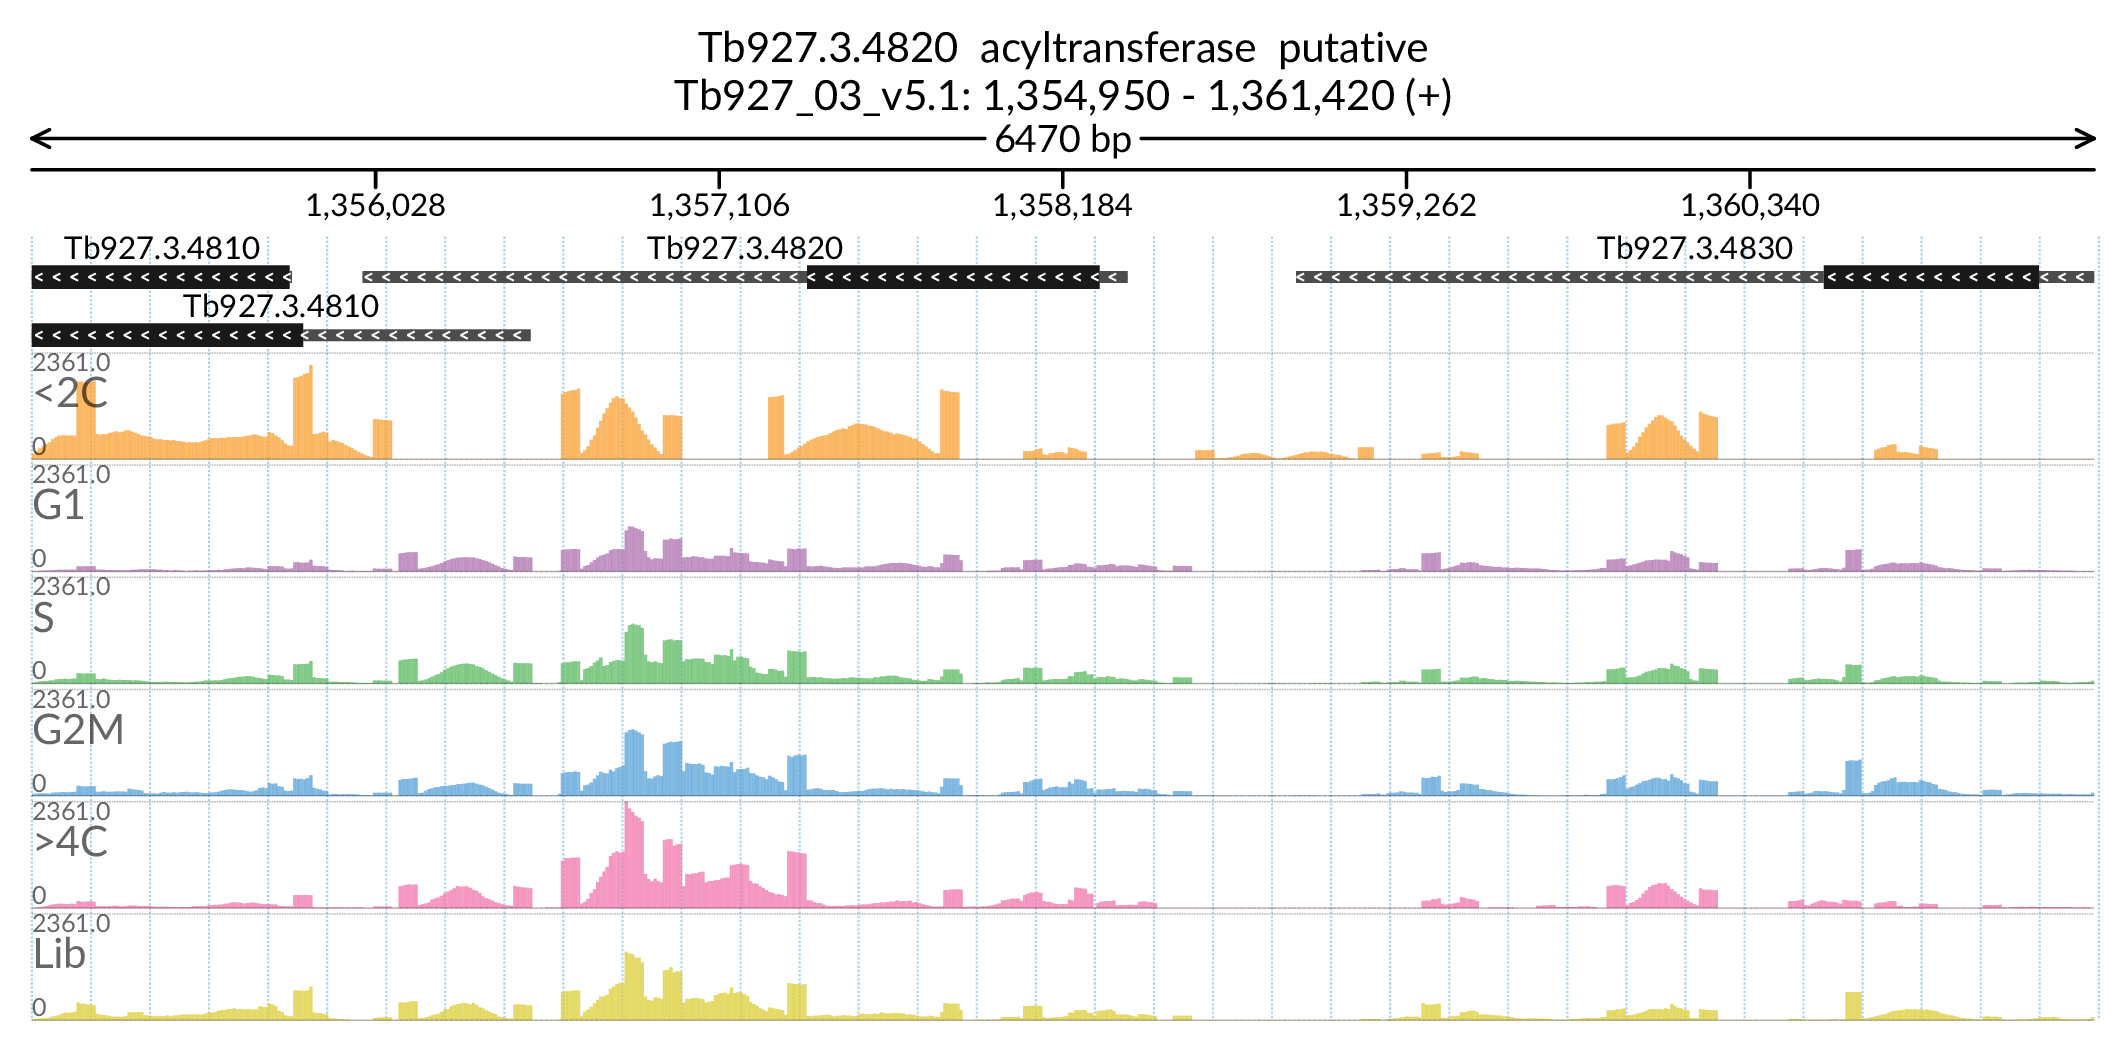 Tb927.3.4820 acyltransferase putative
Tb927_03_v5.1: 1,354,950 - 1,361,420 (+)
6470 bp
1,356,028 1,357,106 1,358,184 1,359,262 1,360,340
Tb927.3.4810 Tb927.3.4820 Tb927.3.4830
Tb927.3.4810
2361.0
<2C
0
2361.0
G1
0
2361.0
S
0
2361.0
G2M
0
2361.0
>4C
0
2361.0
Lib
0